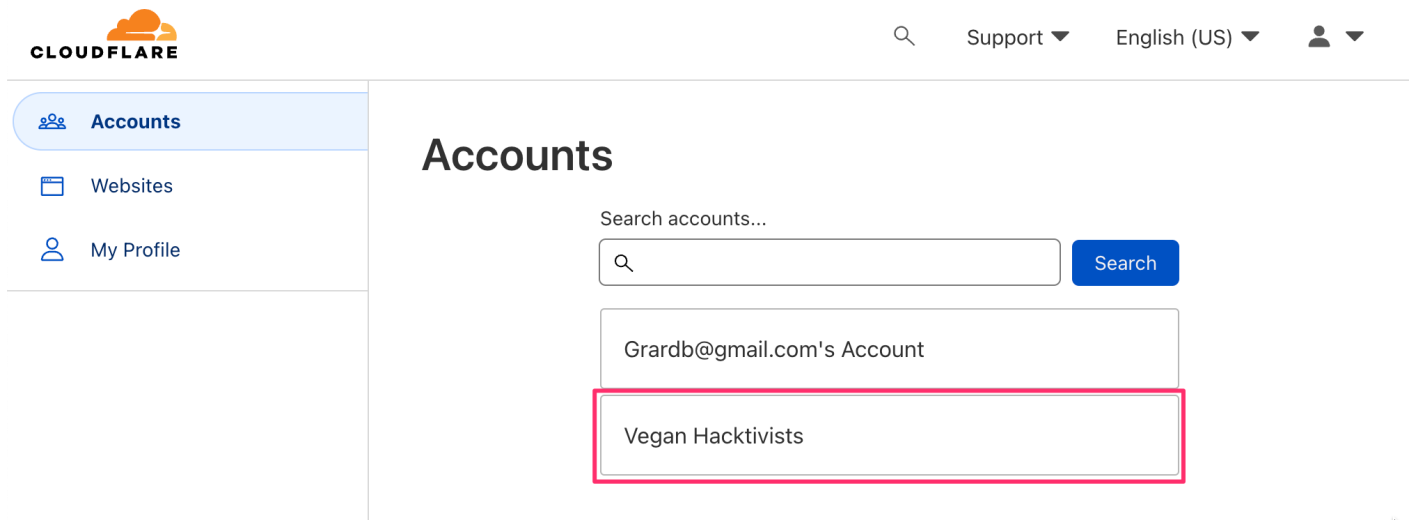 CLOUDFLARE
Support
English (US)
Accounts
Websites
My Profile
Accounts
Search accounts...
Search
Grardb@gmail.com's Account
Vegan Hacktivists